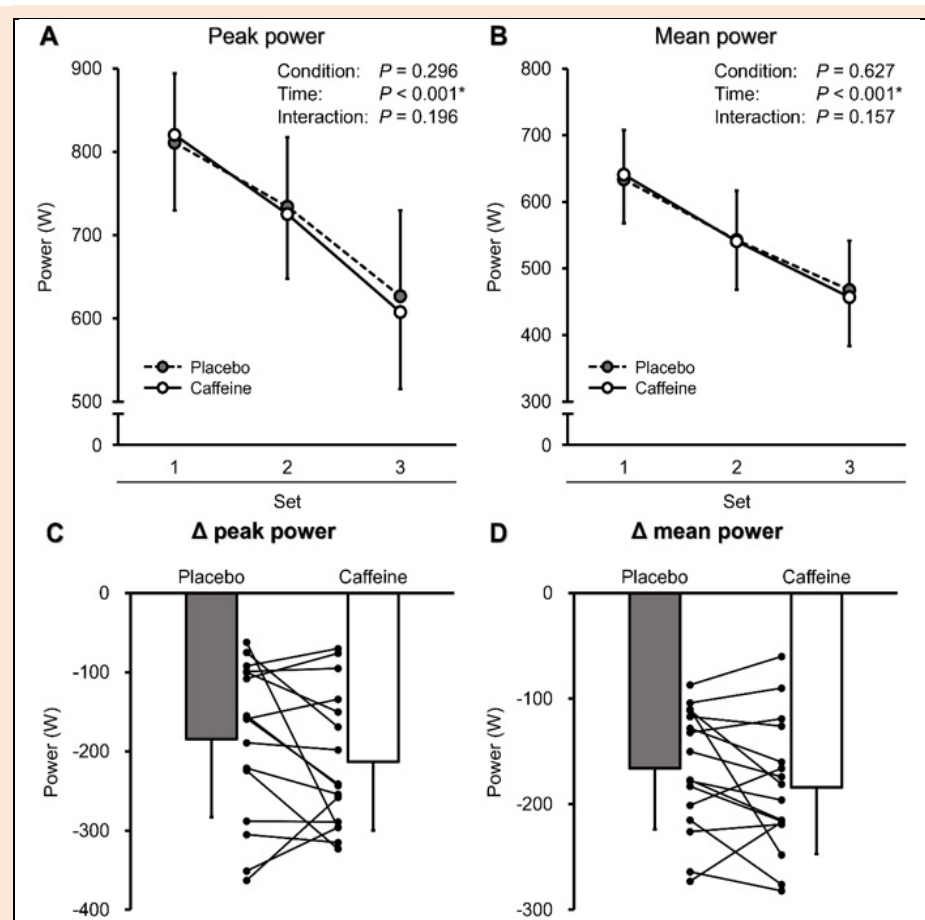 A
Peak power
Condition: P = 0.296
Time: P < 0.001*
Interaction: P = 0.196
900
800
700
600
500
0
Power (W)
Placebo
Caffeine
1 2 3
Set
B
Mean power
Condition: P = 0.627
Time: P < 0.001*
Interaction: P = 0.157
800
700
600
500
400
300
0
Power (W)
Placebo
Caffeine
1 2 3
Set
C
Δ peak power
Placebo Caffeine
0
-100
-200
-300
-400
Power (W)
D
Δ mean power
Placebo Caffeine
0
-100
-200
-300
Power (W)